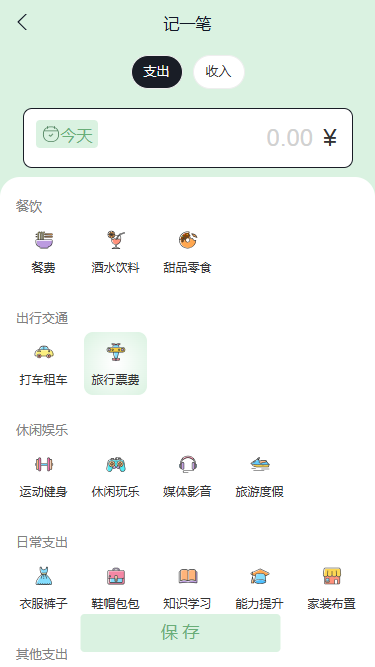 记一笔
支出 收入
今天 0.00 ¥
餐饮
餐费 酒水饮料 甜品零食
出行交通
打车租车 旅行票费
休闲娱乐
运动健身 休闲玩乐 媒体影音 旅游度假
日常支出
衣服裤子 鞋帽包包 知识学习 能力提升 家装布置
保存
其他支出